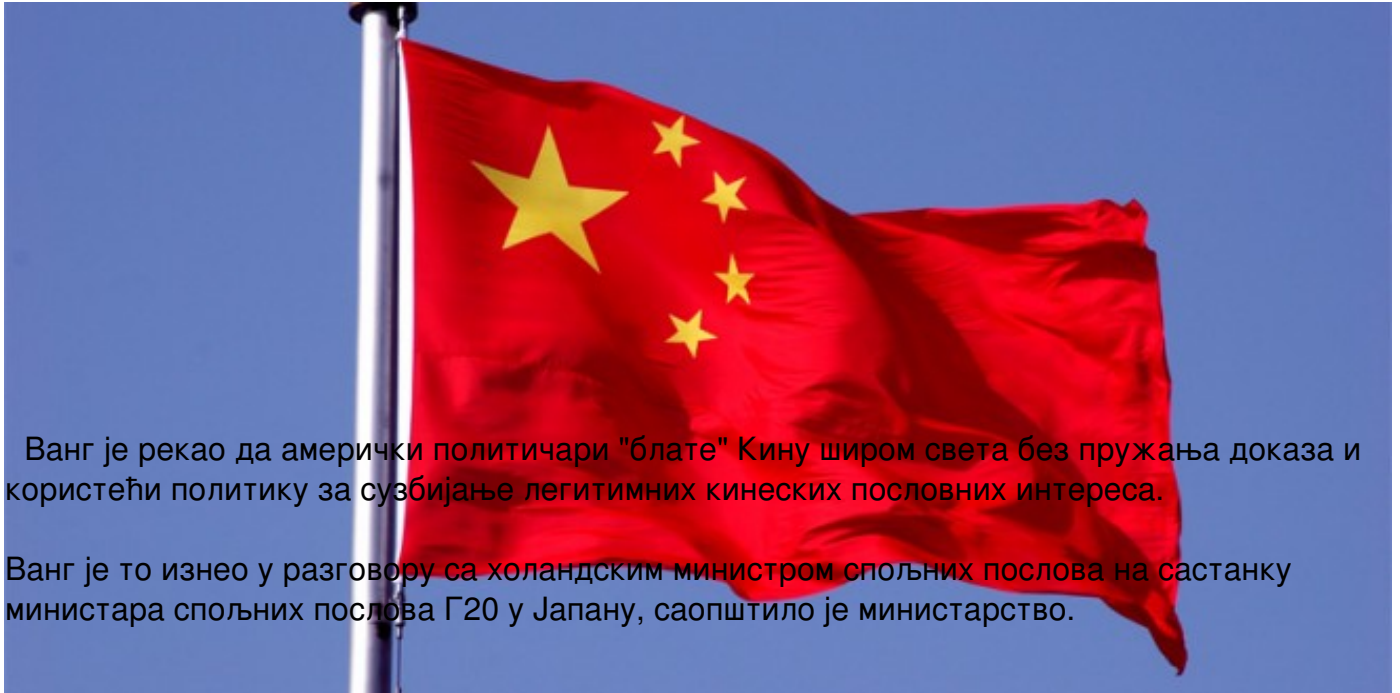 Ванг је рекао да амерички политичари "блате" Кину широм света без пружања доказа и
користећи политику за сузбијање легитимних кинеских пословних интереса.
Ванг је то изнео у разговору са холандским министром спољних послова на састанку
министара спољних послова Г20 у Јапану, саопштило је министарство.